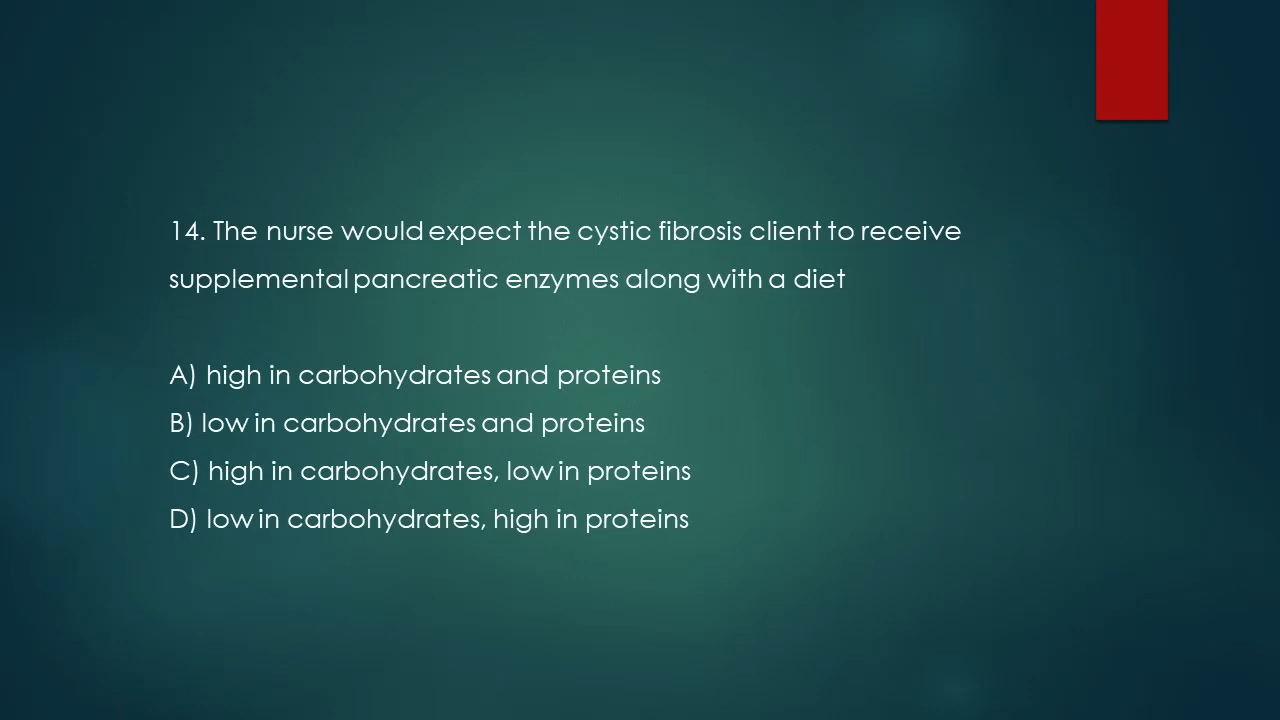 14. The nurse would expect the cystic fibrosis client to receive
supplemental pancreatic enzymes along with a diet
A) high in carbohydrates and proteins
B) low in carbohydrates and proteins
C) high in carbohydrates, low in proteins
D) low in carbohydrates, high in proteins